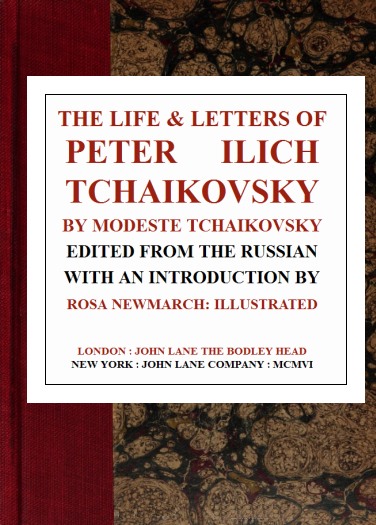 THE LIFE & LETTERS OF
PETER ILICH
TCHAIKOVSKY
BY MODESTE TCHAIKOVSKY
EDITED FROM THE RUSSIAN
WITH AN INTRODUCTION BY
ROSA NEWMARCH: ILLUSTRATED
LONDON : JOHN LANE THE BODLEY HEAD
NEW YORK : JOHN LANE COMPANY : MCMVI